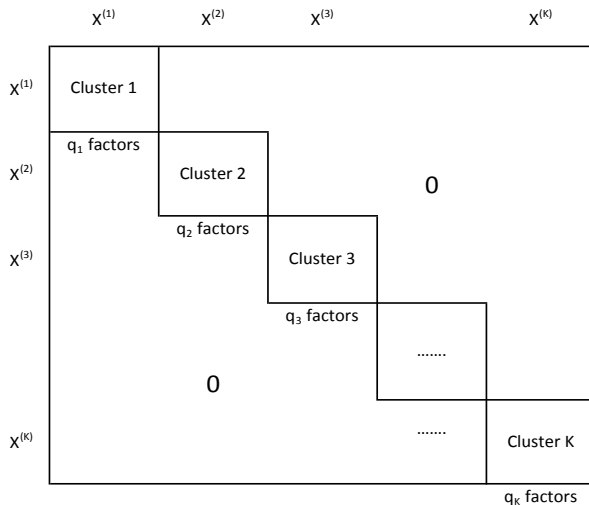 X⁽¹⁾ X⁽²⁾ X⁽³⁾ X⁽ᴷ⁾
X⁽¹⁾ Cluster 1
q₁ factors
X⁽²⁾ Cluster 2 0
q₂ factors
X⁽³⁾ Cluster 3
q₃ factors
.......
0
.......
X⁽ᴷ⁾ Cluster K
qₖ factors